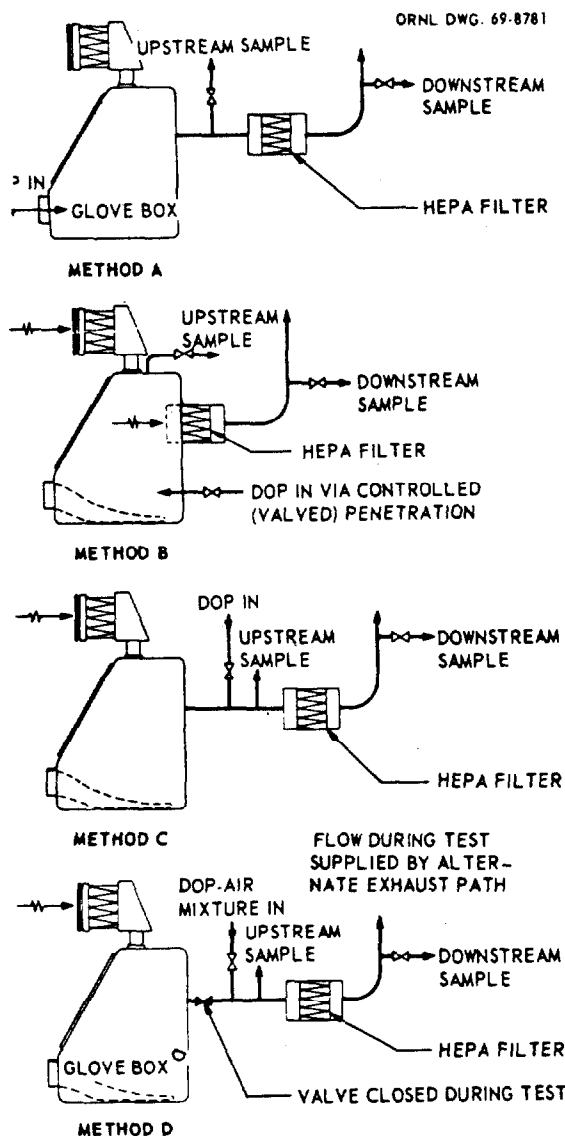 ORNL DWG. 69-8781
UPSTREAM SAMPLE
DOWNSTREAM
SAMPLE
IN
GLOVE BOX
HEPA FILTER
METHOD A
UPSTREAM
SAMPLE
DOWNSTREAM
SAMPLE
HEPA FILTER
DOP IN VIA CONTROLLED
(VALVED) PENETRATION
METHOD B
DOP IN
UPSTREAM
SAMPLE
DOWNSTREAM
SAMPLE
HEPA FILTER
METHOD C
FLOW DURING TEST
SUPPLIED BY ALTER-
NATE EXHAUST PATH
DOP-AIR
MIXTURE IN
UPSTREAM
SAMPLE
DOWNSTREAM
SAMPLE
GLOVE BOX
HEPA FILTER
VALVE CLOSED DURING TEST
METHOD D